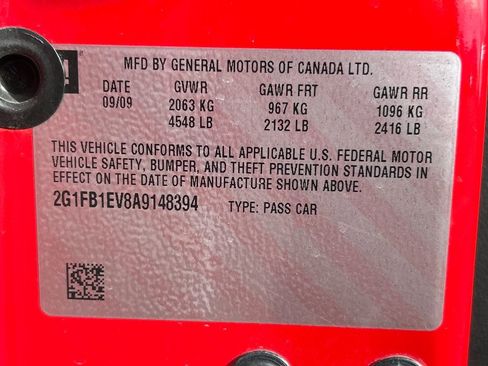 MFD BY GENERAL MOTORS OF CANADA LTD.
DATE GVWR GAWR FRT GAWR RR
09/09 2063 KG 967 KG 1096 KG
4548 LB 2132 LB 2416 LB
THIS VEHICLE CONFORMS TO ALL APPLICABLE U.S. FEDERAL MOTOR
VEHICLE SAFETY, BUMPER, AND THEFT PREVENTION STANDARDS IN
EFFECT ON THE DATE OF MANUFACTURE SHOWN ABOVE.
2G1FB1EV8A9148394 TYPE: PASS CAR